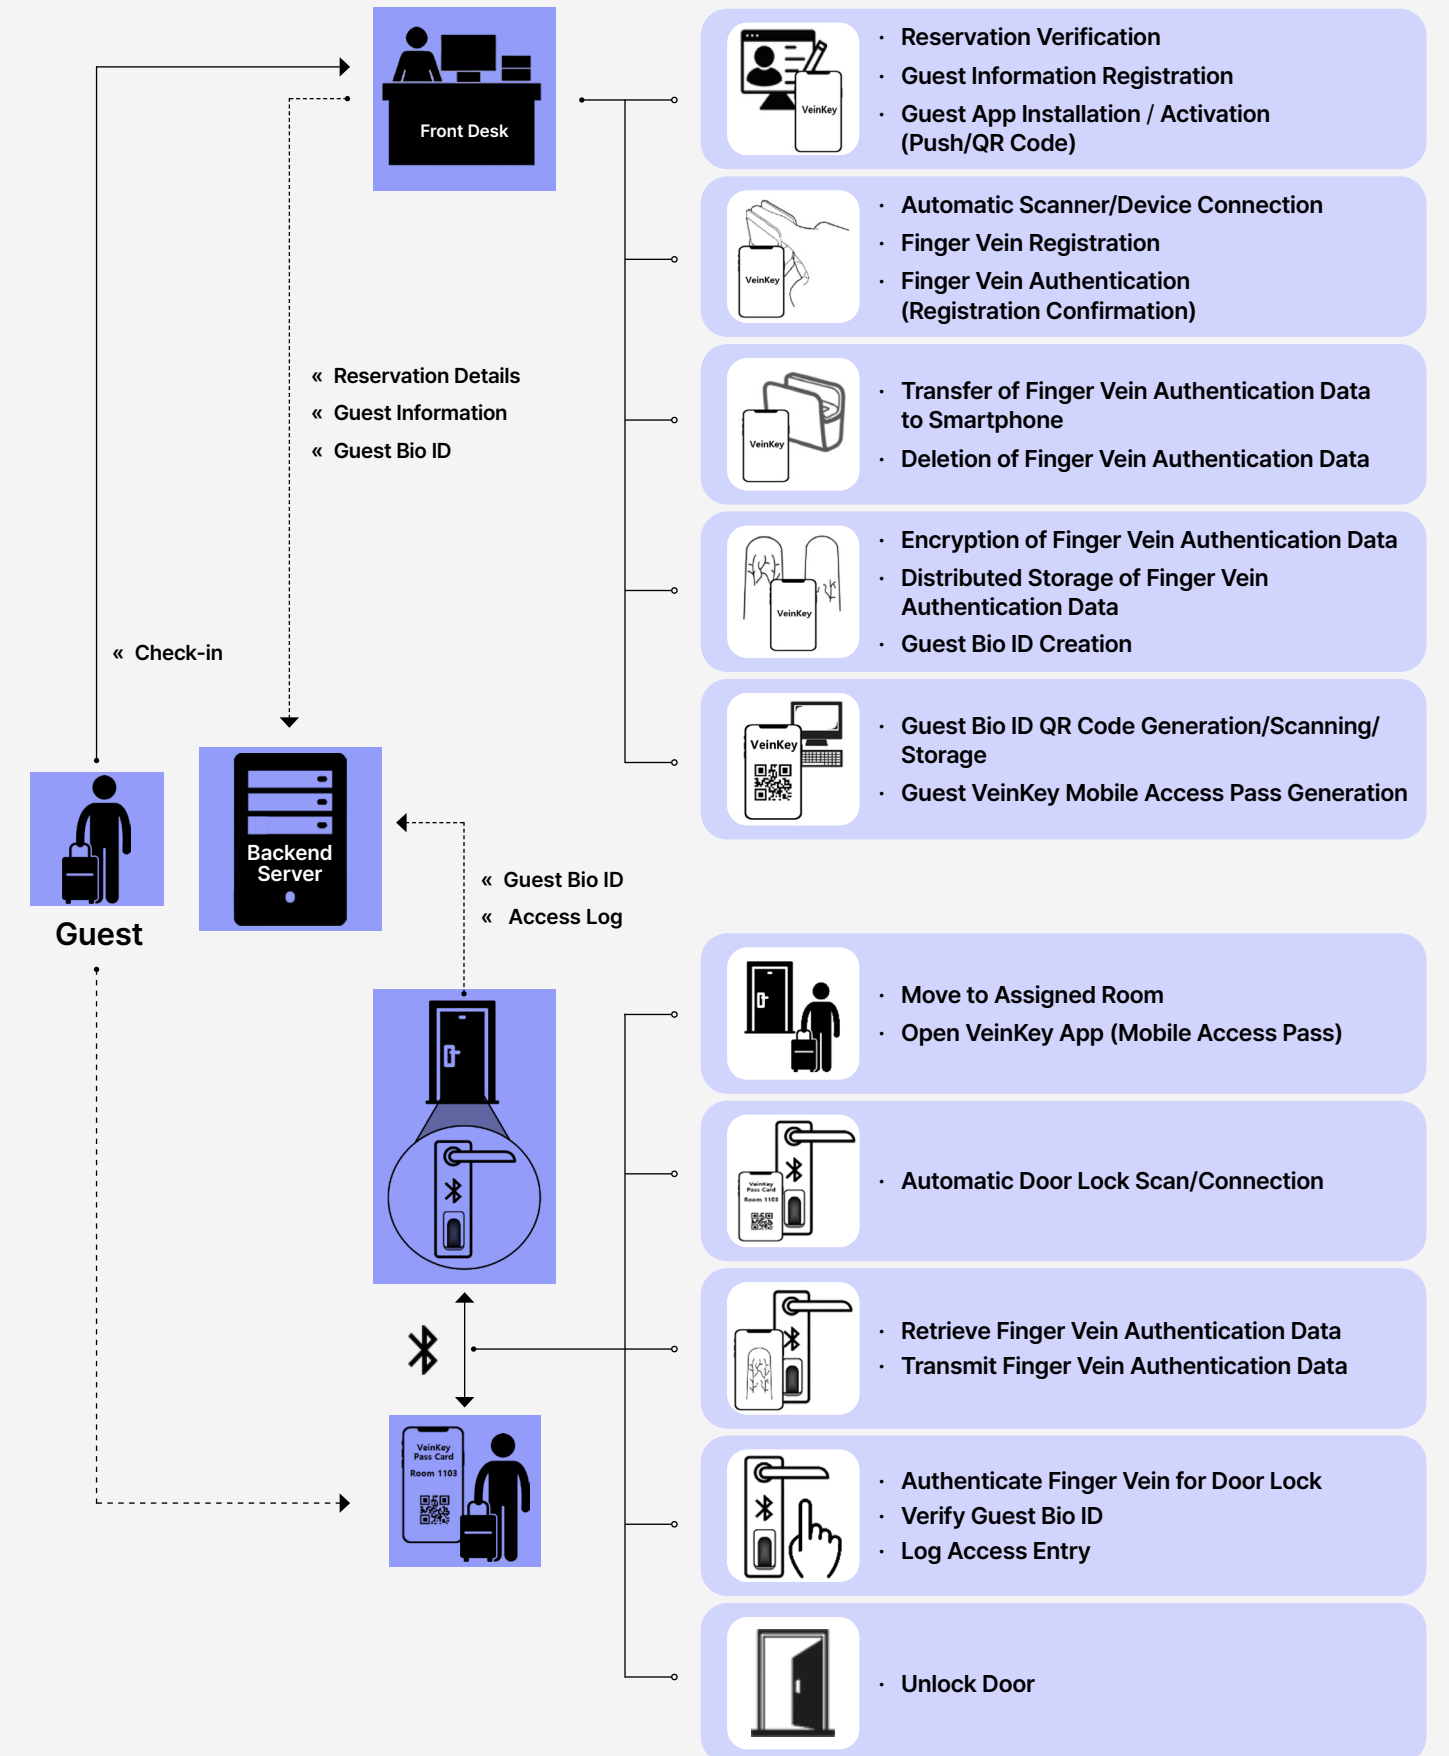 Front Desk
« Reservation Details
« Guest Information
« Guest Bio ID
« Check-in
Guest
Backend
Server
« Guest Bio ID
« Access Log
VeinKey
Pass Card
Room 1103
VeinKey
· Reservation Verification
· Guest Information Registration
· Guest App Installation / Activation
(Push/QR Code)
VeinKey
· Automatic Scanner/Device Connection
· Finger Vein Registration
· Finger Vein Authentication
(Registration Confirmation)
VeinKey
· Transfer of Finger Vein Authentication Data
to Smartphone
· Deletion of Finger Vein Authentication Data
VeinKey
· Encryption of Finger Vein Authentication Data
· Distributed Storage of Finger Vein
Authentication Data
· Guest Bio ID Creation
VeinKey
· Guest Bio ID QR Code Generation/Scanning/
Storage
· Guest VeinKey Mobile Access Pass Generation
· Move to Assigned Room
· Open VeinKey App (Mobile Access Pass)
VeinKey
Pass Card
Room 1103
· Automatic Door Lock Scan/Connection
· Retrieve Finger Vein Authentication Data
· Transmit Finger Vein Authentication Data
· Authenticate Finger Vein for Door Lock
· Verify Guest Bio ID
· Log Access Entry
· Unlock Door